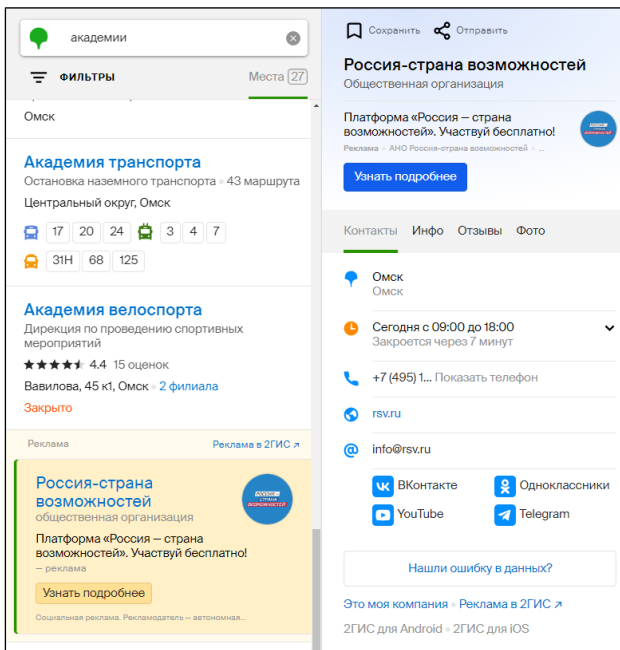 академии
ФИЛЬТРЫ
Места 27
Омск
Академия транспорта
Остановка наземного транспорта • 43 маршрута
Центральный округ, Омск
17 20 24 3 4 7
31Н 68 125
Академия велоспорта
Дирекция по проведению спортивных
мероприятий
4.4 15 оценок
Вавилова, 45 к1, Омск • 2 филиала
Закрыто
Реклама
Реклама в 2ГИС
Россия-страна
возможностей
общественная организация
Платформа «Россия — страна
возможностей». Участвуй бесплатно!
— реклама
Узнать подробнее
Социальная реклама. Рекламодатель — автономная...
РОССИЯ –
СТРАНА
ВОЗМОЖНОСТЕЙ
Сохранить Отправить
Россия-страна возможностей
Общественная организация
Платформа «Россия — страна
возможностей». Участвуй бесплатно!
Реклама • АНО Россия-страна возможностей • ...
Узнать подробнее
Контакты Инфо Отзывы Фото
Омск
Омск
Сегодня с 09:00 до 18:00
Закроется через 7 минут
+7 (495) 1... Показать телефон
rsv.ru
info@rsv.ru
ВКонтакте Одноклассники
YouTube Telegram
Нашли ошибку в данных?
Это моя компания • Реклама в 2ГИС
2ГИС для Android • 2ГИС для iOS